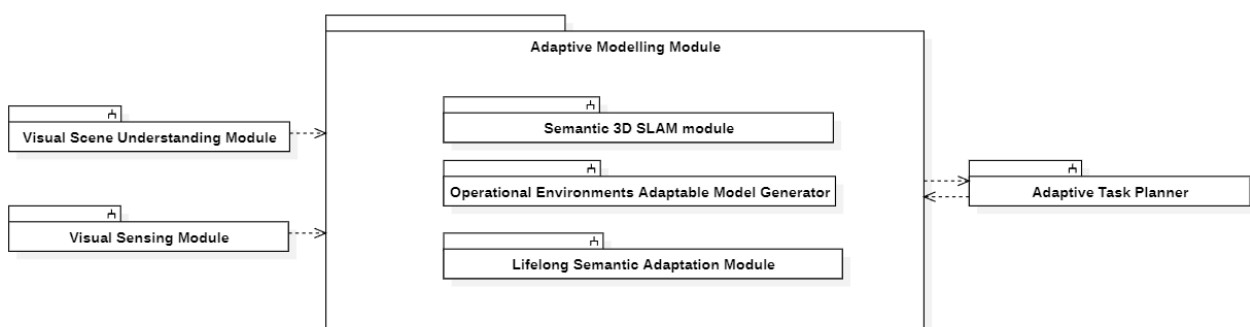 Adaptive Modelling Module
Visual Scene Understanding Module
Semantic 3D SLAM module
Operational Environments Adaptable Model Generator
Adaptive Task Planner
Visual Sensing Module
Lifelong Semantic Adaptation Module